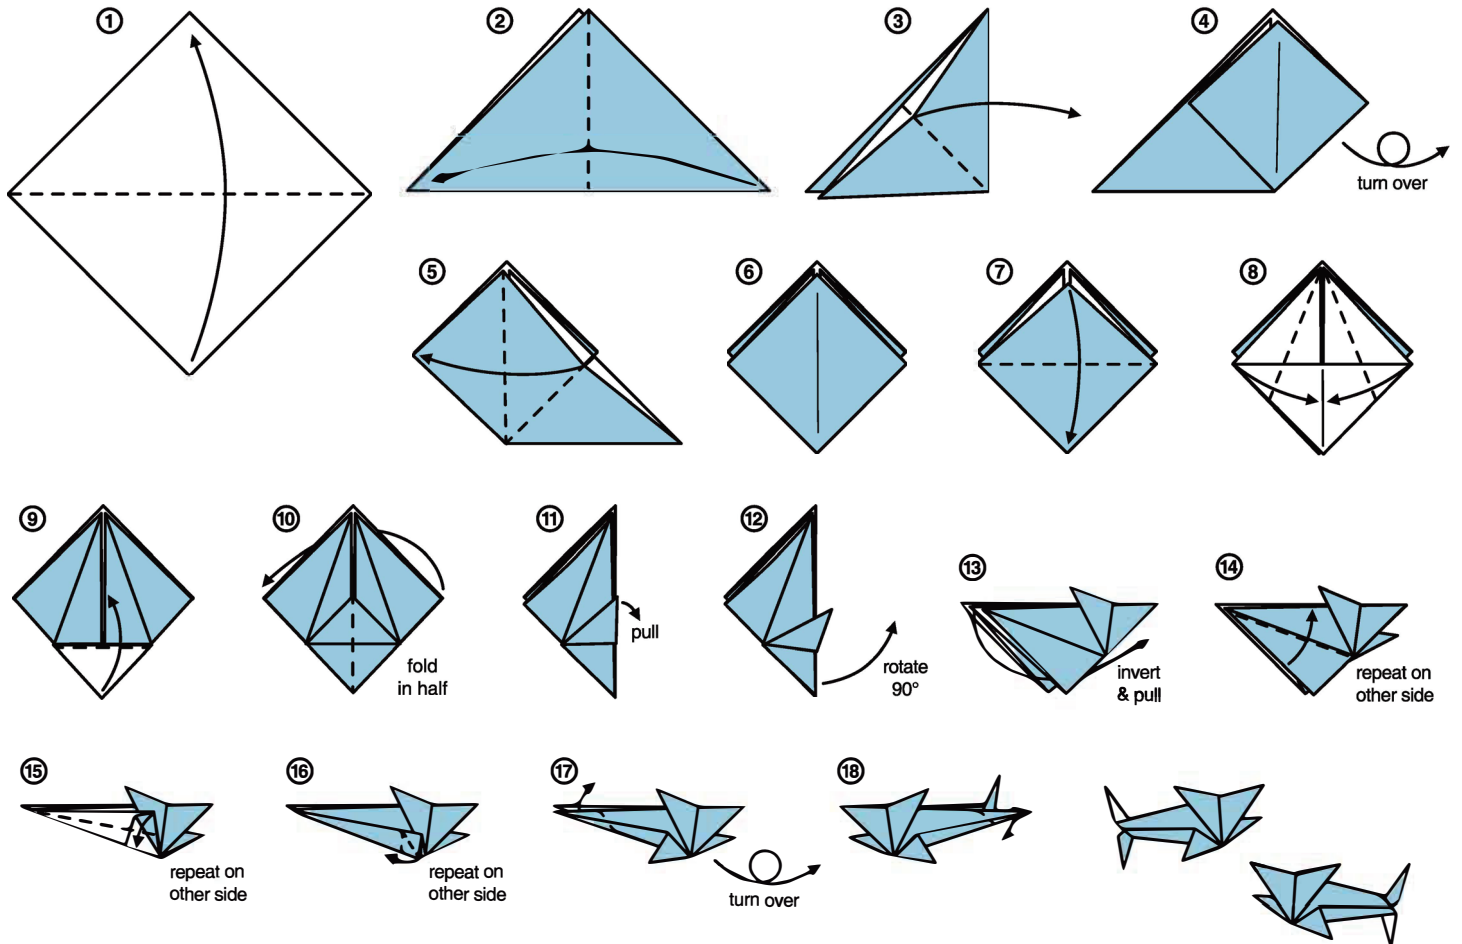 1
2
3
4
turn over
5
6
7
8
9
10
fold
in half
11
pull
12
rotate
90°
13
invert
& pull
14
repeat on
other side
15
repeat on
other side
16
repeat on
other side
17
turn over
18